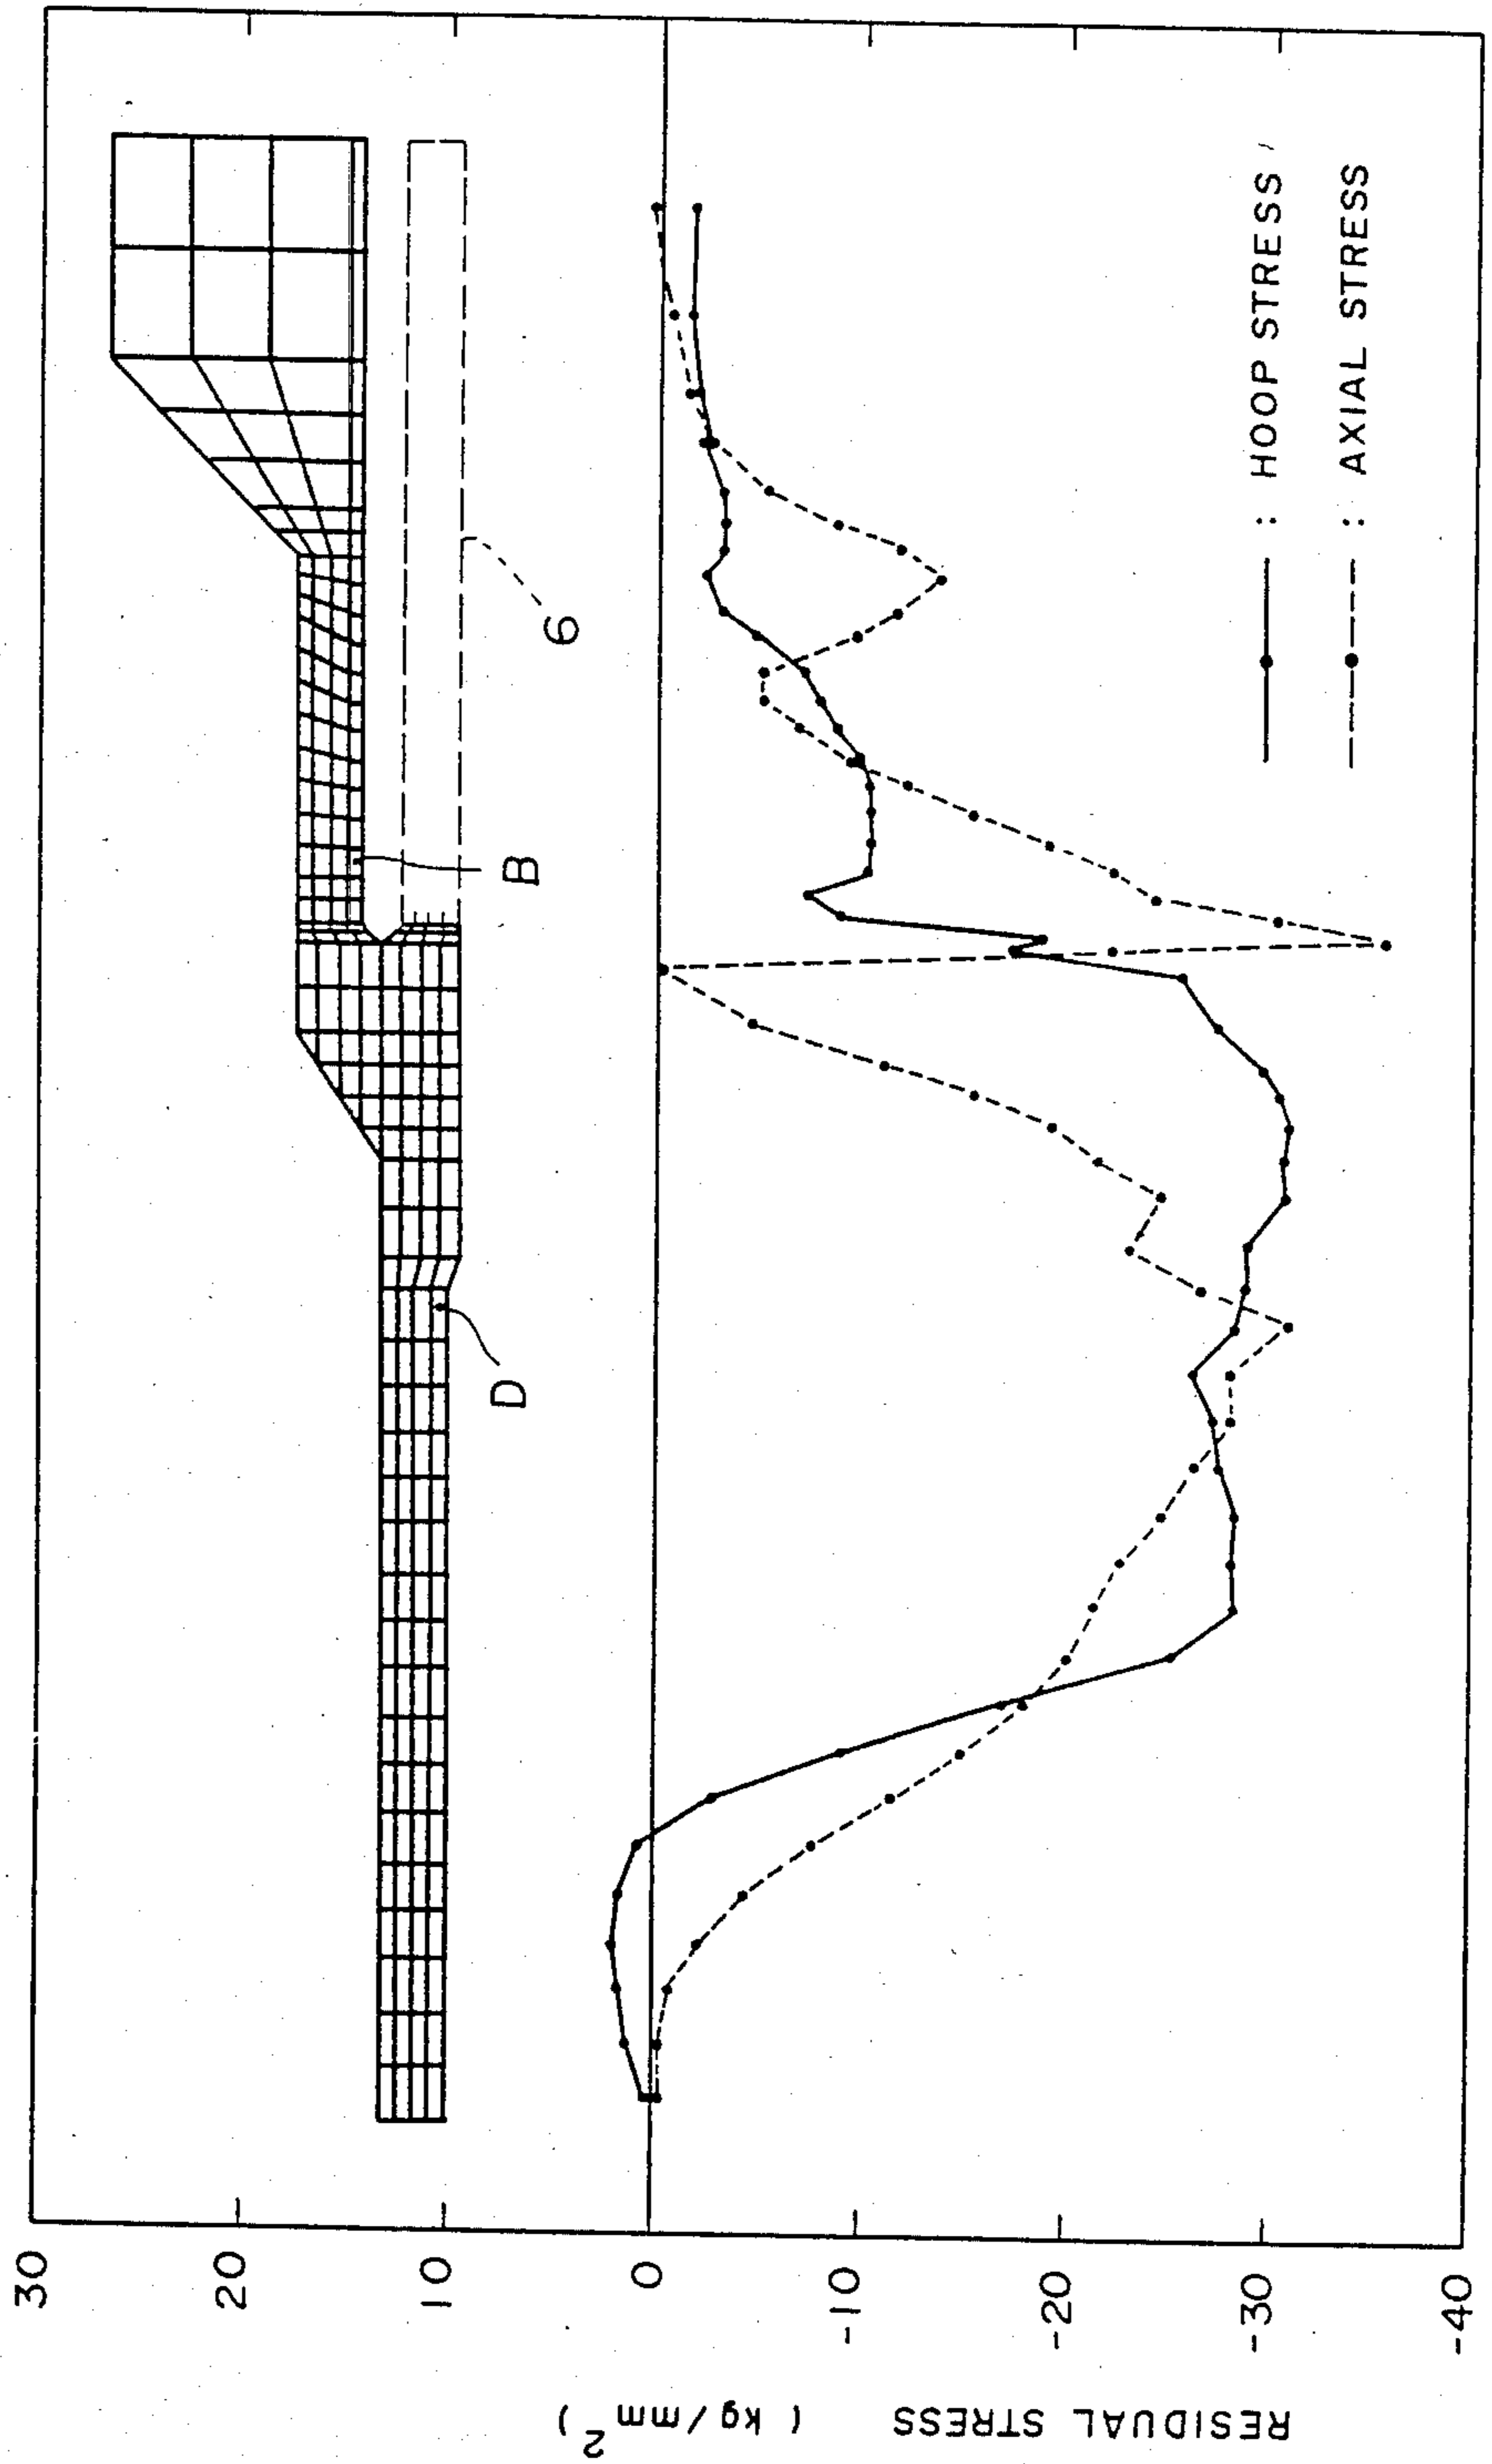 30
20
10
0
-10
-20
-30
-40
RESIDUAL STRESS ( kg/mm2 )
B
6
D
: HOOP STRESS
: AXIAL STRESS